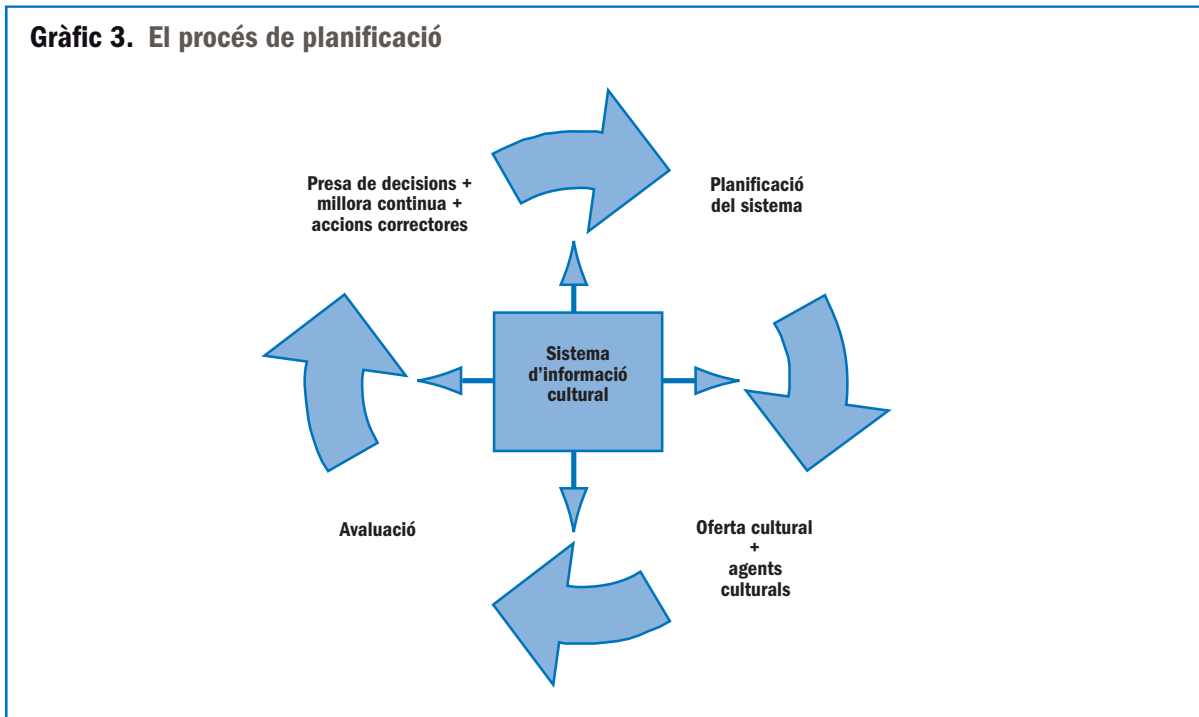 Gràfic 3. El procés de planificació
Presa de decisions +
millora continua +
accions correctores
Planificació
del sistema
Sistema
d'informació
cultural
Avaluació
Oferta cultural
+
agents
culturals